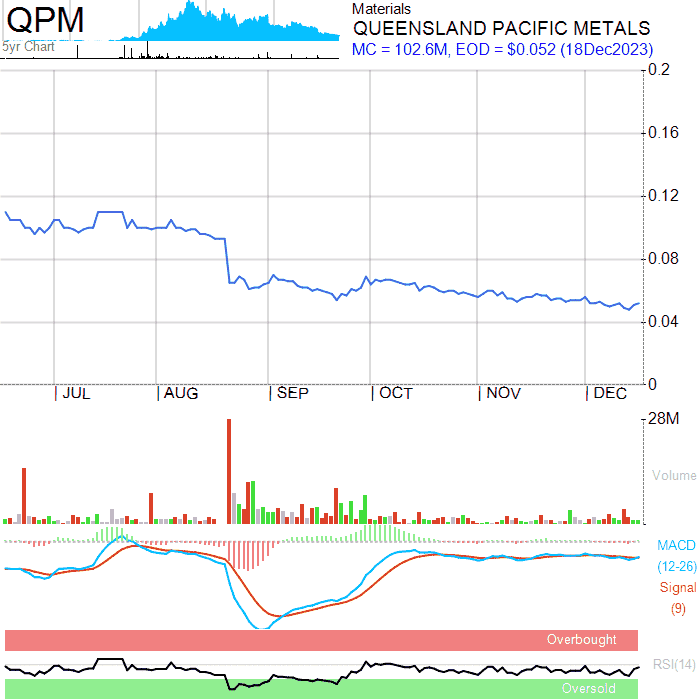 QPM
5yr Chart
Materials
QUEENSLAND PACIFIC METALS
MC = 102.6M, EOD = $0.052 (18Dec2023)
0.2
0.16
0.12
0.08
0.04
0
JUL AUG SEP OCT NOV DEC
28M
Volume
MACD
(12-26)
Signal
(9)
Overbought
RSI(14)
Oversold